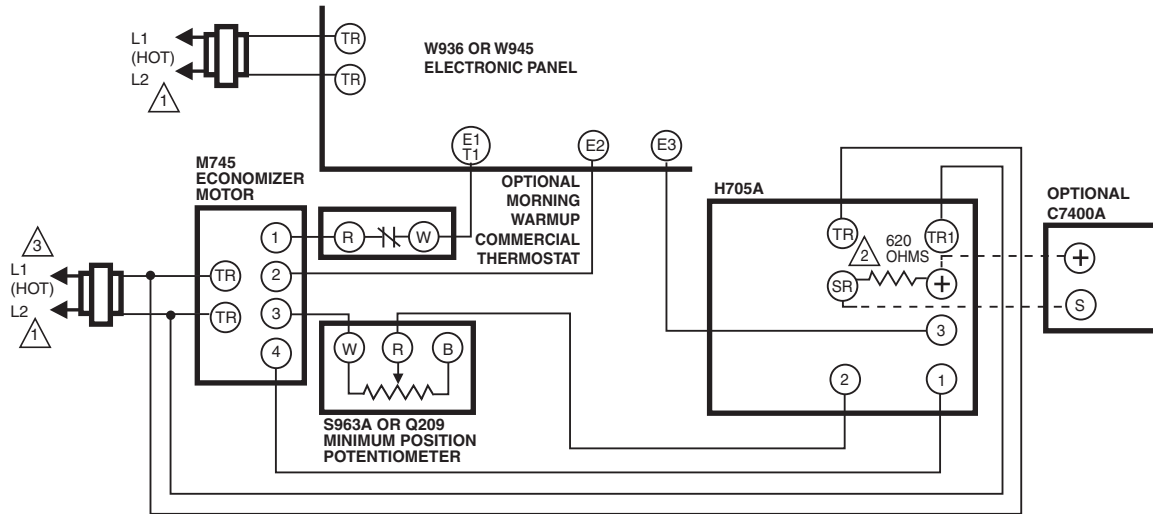 L1
(HOT)
L2
1
TR
TR
W936 OR W945
ELECTRONIC PANEL
E1
T1
E2
E3
M745
ECONOMIZER
MOTOR
OPTIONAL
MORNING
WARMUP
COMMERCIAL
THERMOSTAT
R
W
1
2
3
4
TR
TR
3
L1
(HOT)
L2
1
W
R
B
S963A OR Q209
MINIMUM POSITION
POTENTIOMETER
H705A
TR
TR1
2
620
OHMS
SR
+
3
2
1
OPTIONAL
C7400A
+
S